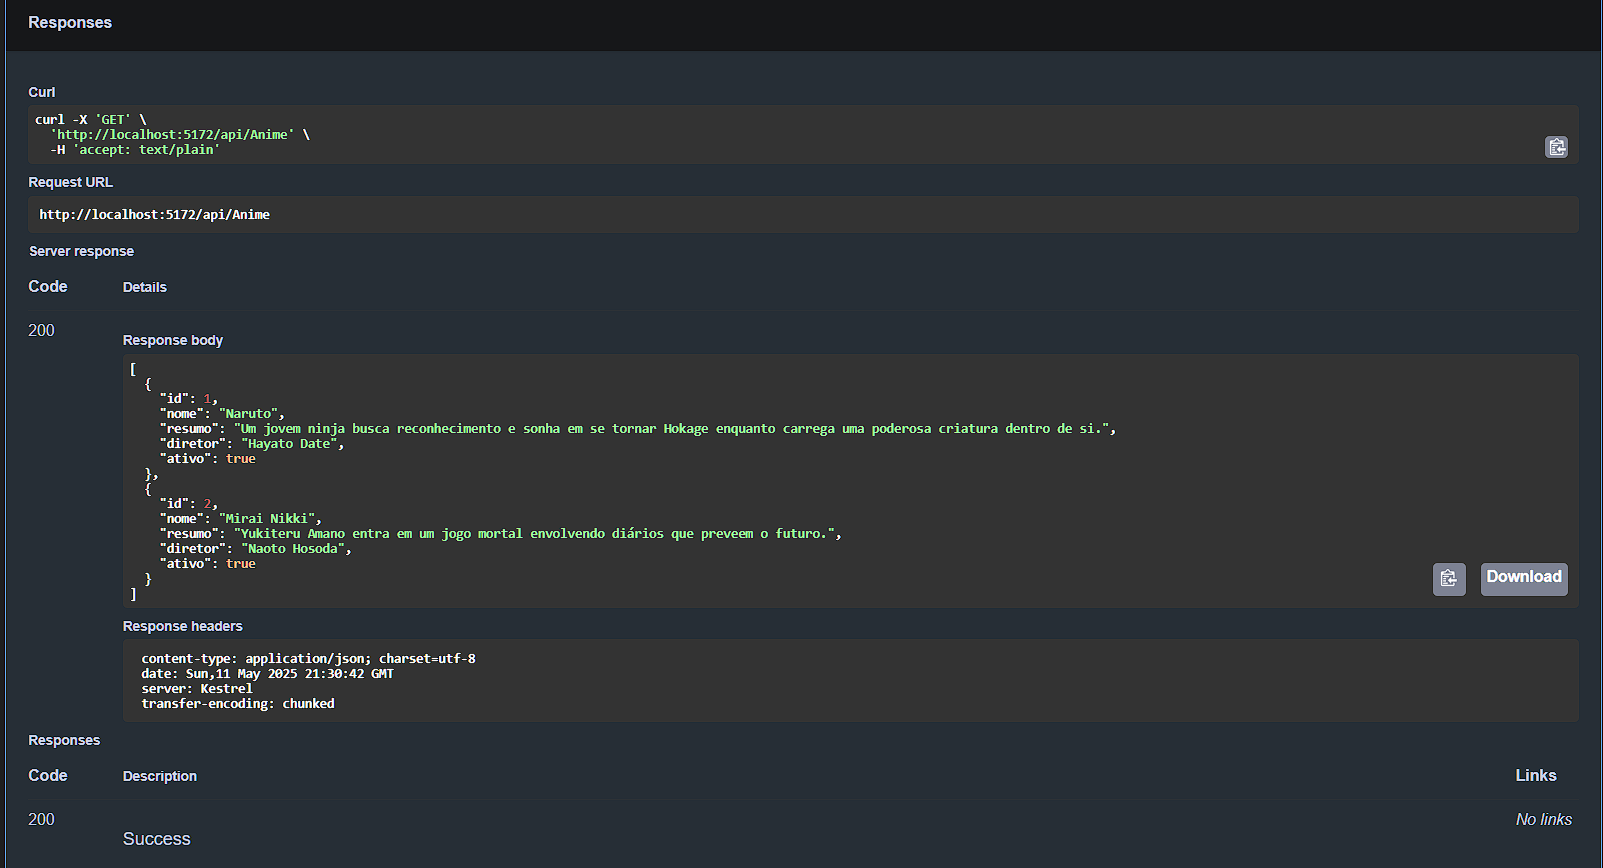 Responses
Curl
curl -X 'GET' \
  'http://localhost:5172/api/Anime' \
  -H 'accept: text/plain'
Request URL
http://localhost:5172/api/Anime
Server response
Code Details
200
Response body
[
  {
    "id": 1,
    "nome": "Naruto",
    "resumo": "Um jovem ninja busca reconhecimento e sonha em se tornar Hokage enquanto carrega uma poderosa criatura dentro de si.",
    "diretor": "Hayato Date",
    "ativo": true
  },
  {
    "id": 2,
    "nome": "Mirai Nikki",
    "resumo": "Yukiteru Amano entra em um jogo mortal envolvendo diários que preveem o futuro.",
    "diretor": "Naoto Hosoda",
    "ativo": true
  }
]
Download
Response headers
content-type: application/json; charset=utf-8
date: Sun,11 May 2025 21:30:42 GMT
server: Kestrel
transfer-encoding: chunked
Responses
Code Description Links
200 No links
Success